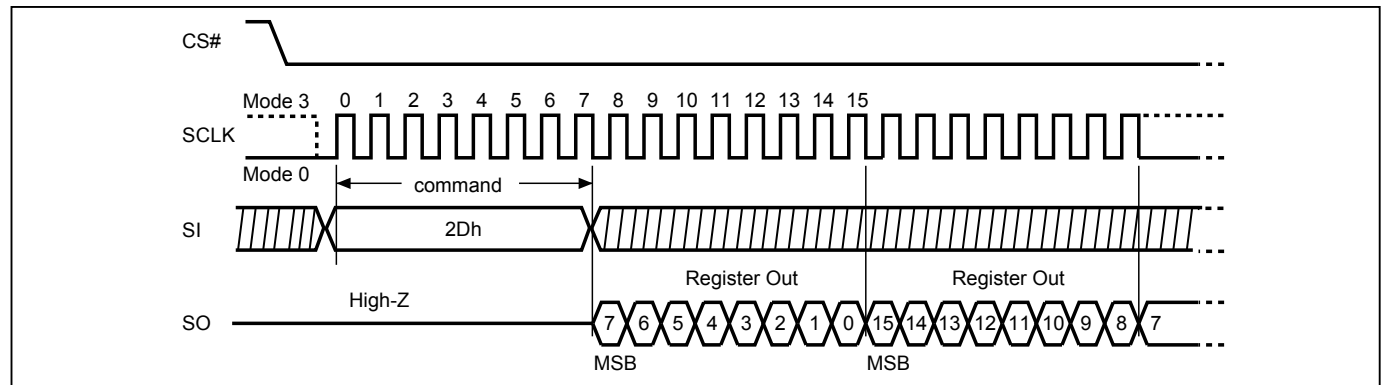 CS#
Mode 3 0 1 2 3 4 5 6 7 8 9 10 11 12 13 14 15
SCLK
Mode 0
command
SI 2Dh
Register Out Register Out
High-Z
SO 7 6 5 4 3 2 1 0 15 14 13 12 11 10 9 8 7
MSB MSB